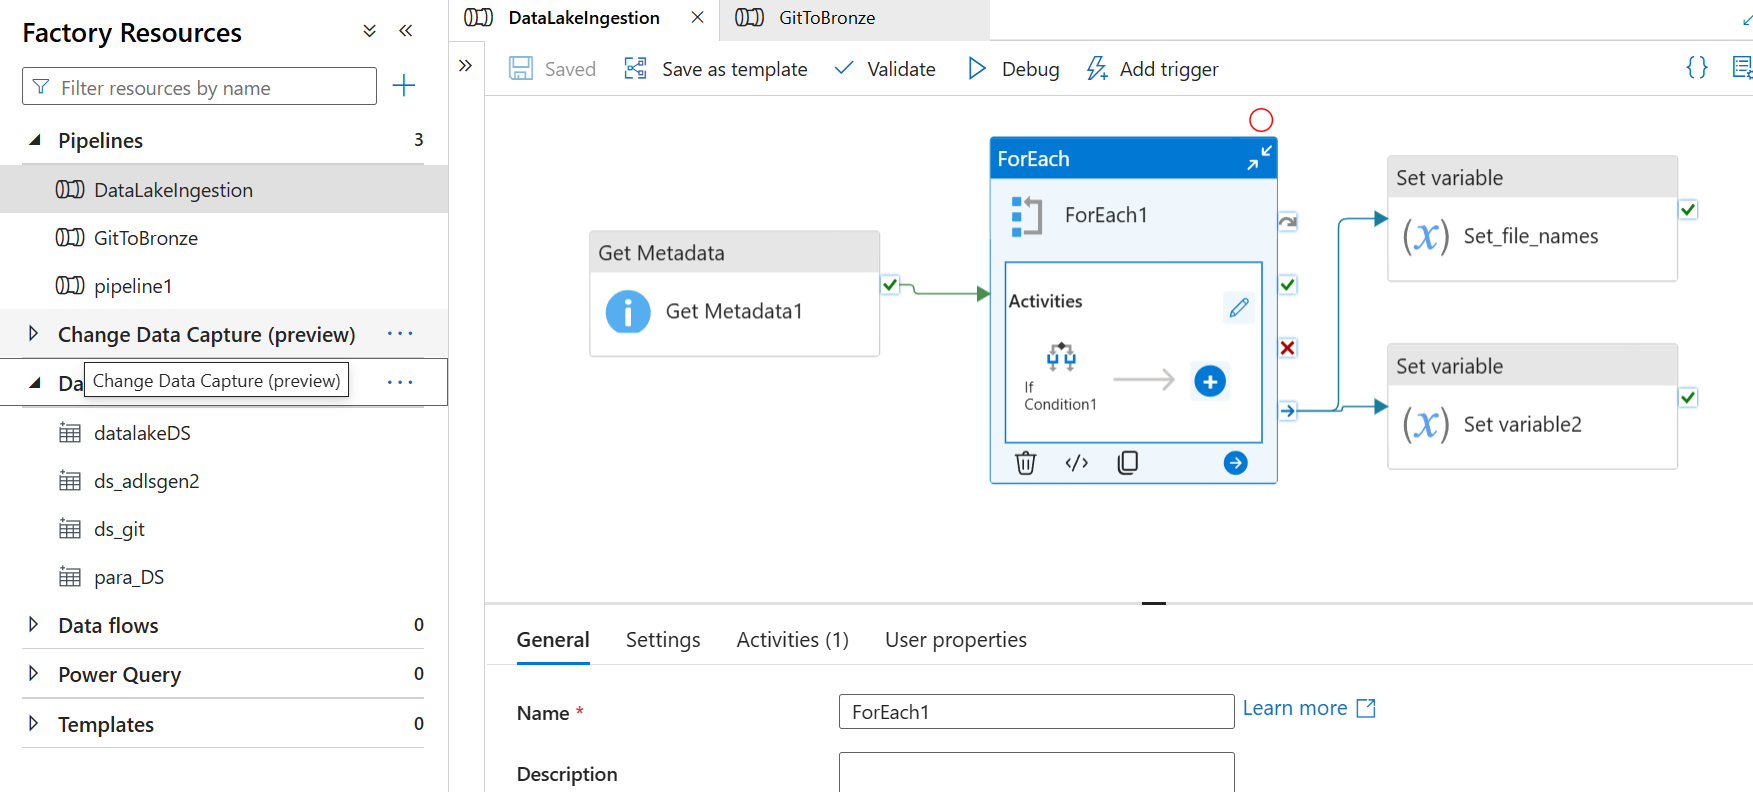 Factory Resources
Filter resources by name
Pipelines 3
DataLakeIngestion
GitToBronze
pipeline1
Change Data Capture (preview) ...
Da ...
Change Data Capture (preview)
datalakeDS
ds_adlsgen2
ds_git
para_DS
Data flows 0
Power Query 0
Templates 0
DataLakeIngestion
GitToBronze
Saved
Save as template
Validate
Debug
Add trigger
{}
Get Metadata
Get Metadata1
ForEach
ForEach1
Activities
If
Condition1
</>
Set variable
(x) Set_file_names
Set variable
(x) Set variable2
General
Settings
Activities (1)
User properties
Name *
ForEach1
Learn more
Description